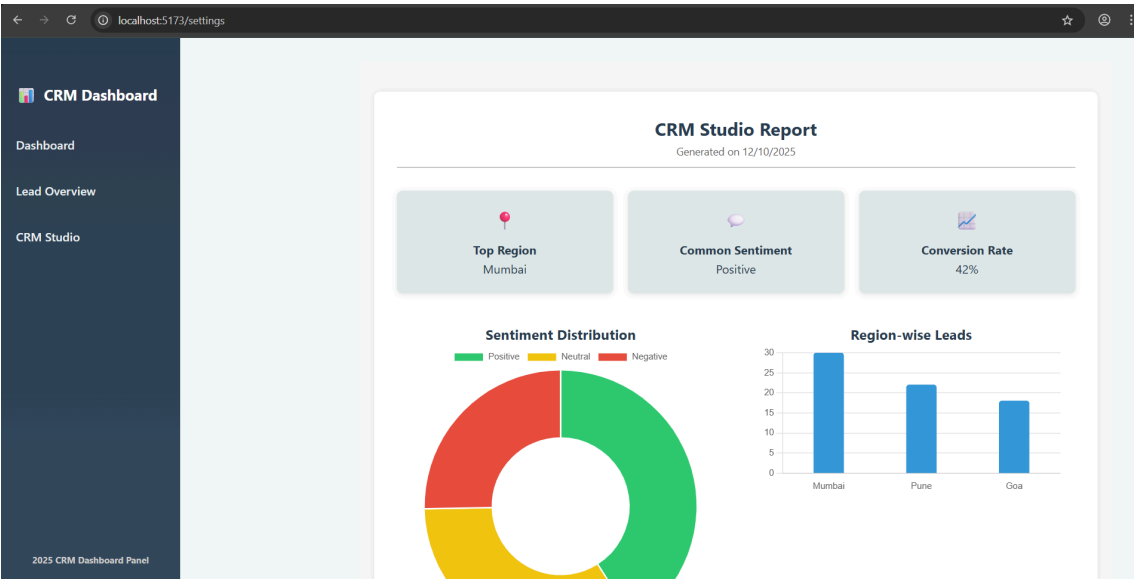 localhost:5173/settings
CRM Dashboard
Dashboard
Lead Overview
CRM Studio
2025 CRM Dashboard Panel
CRM Studio Report
Generated on 12/10/2025
Top Region
Mumbai
Common Sentiment
Positive
Conversion Rate
42%
Sentiment Distribution
Positive Neutral Negative
Region-wise Leads
30
25
20
15
10
5
0
Mumbai Pune Goa